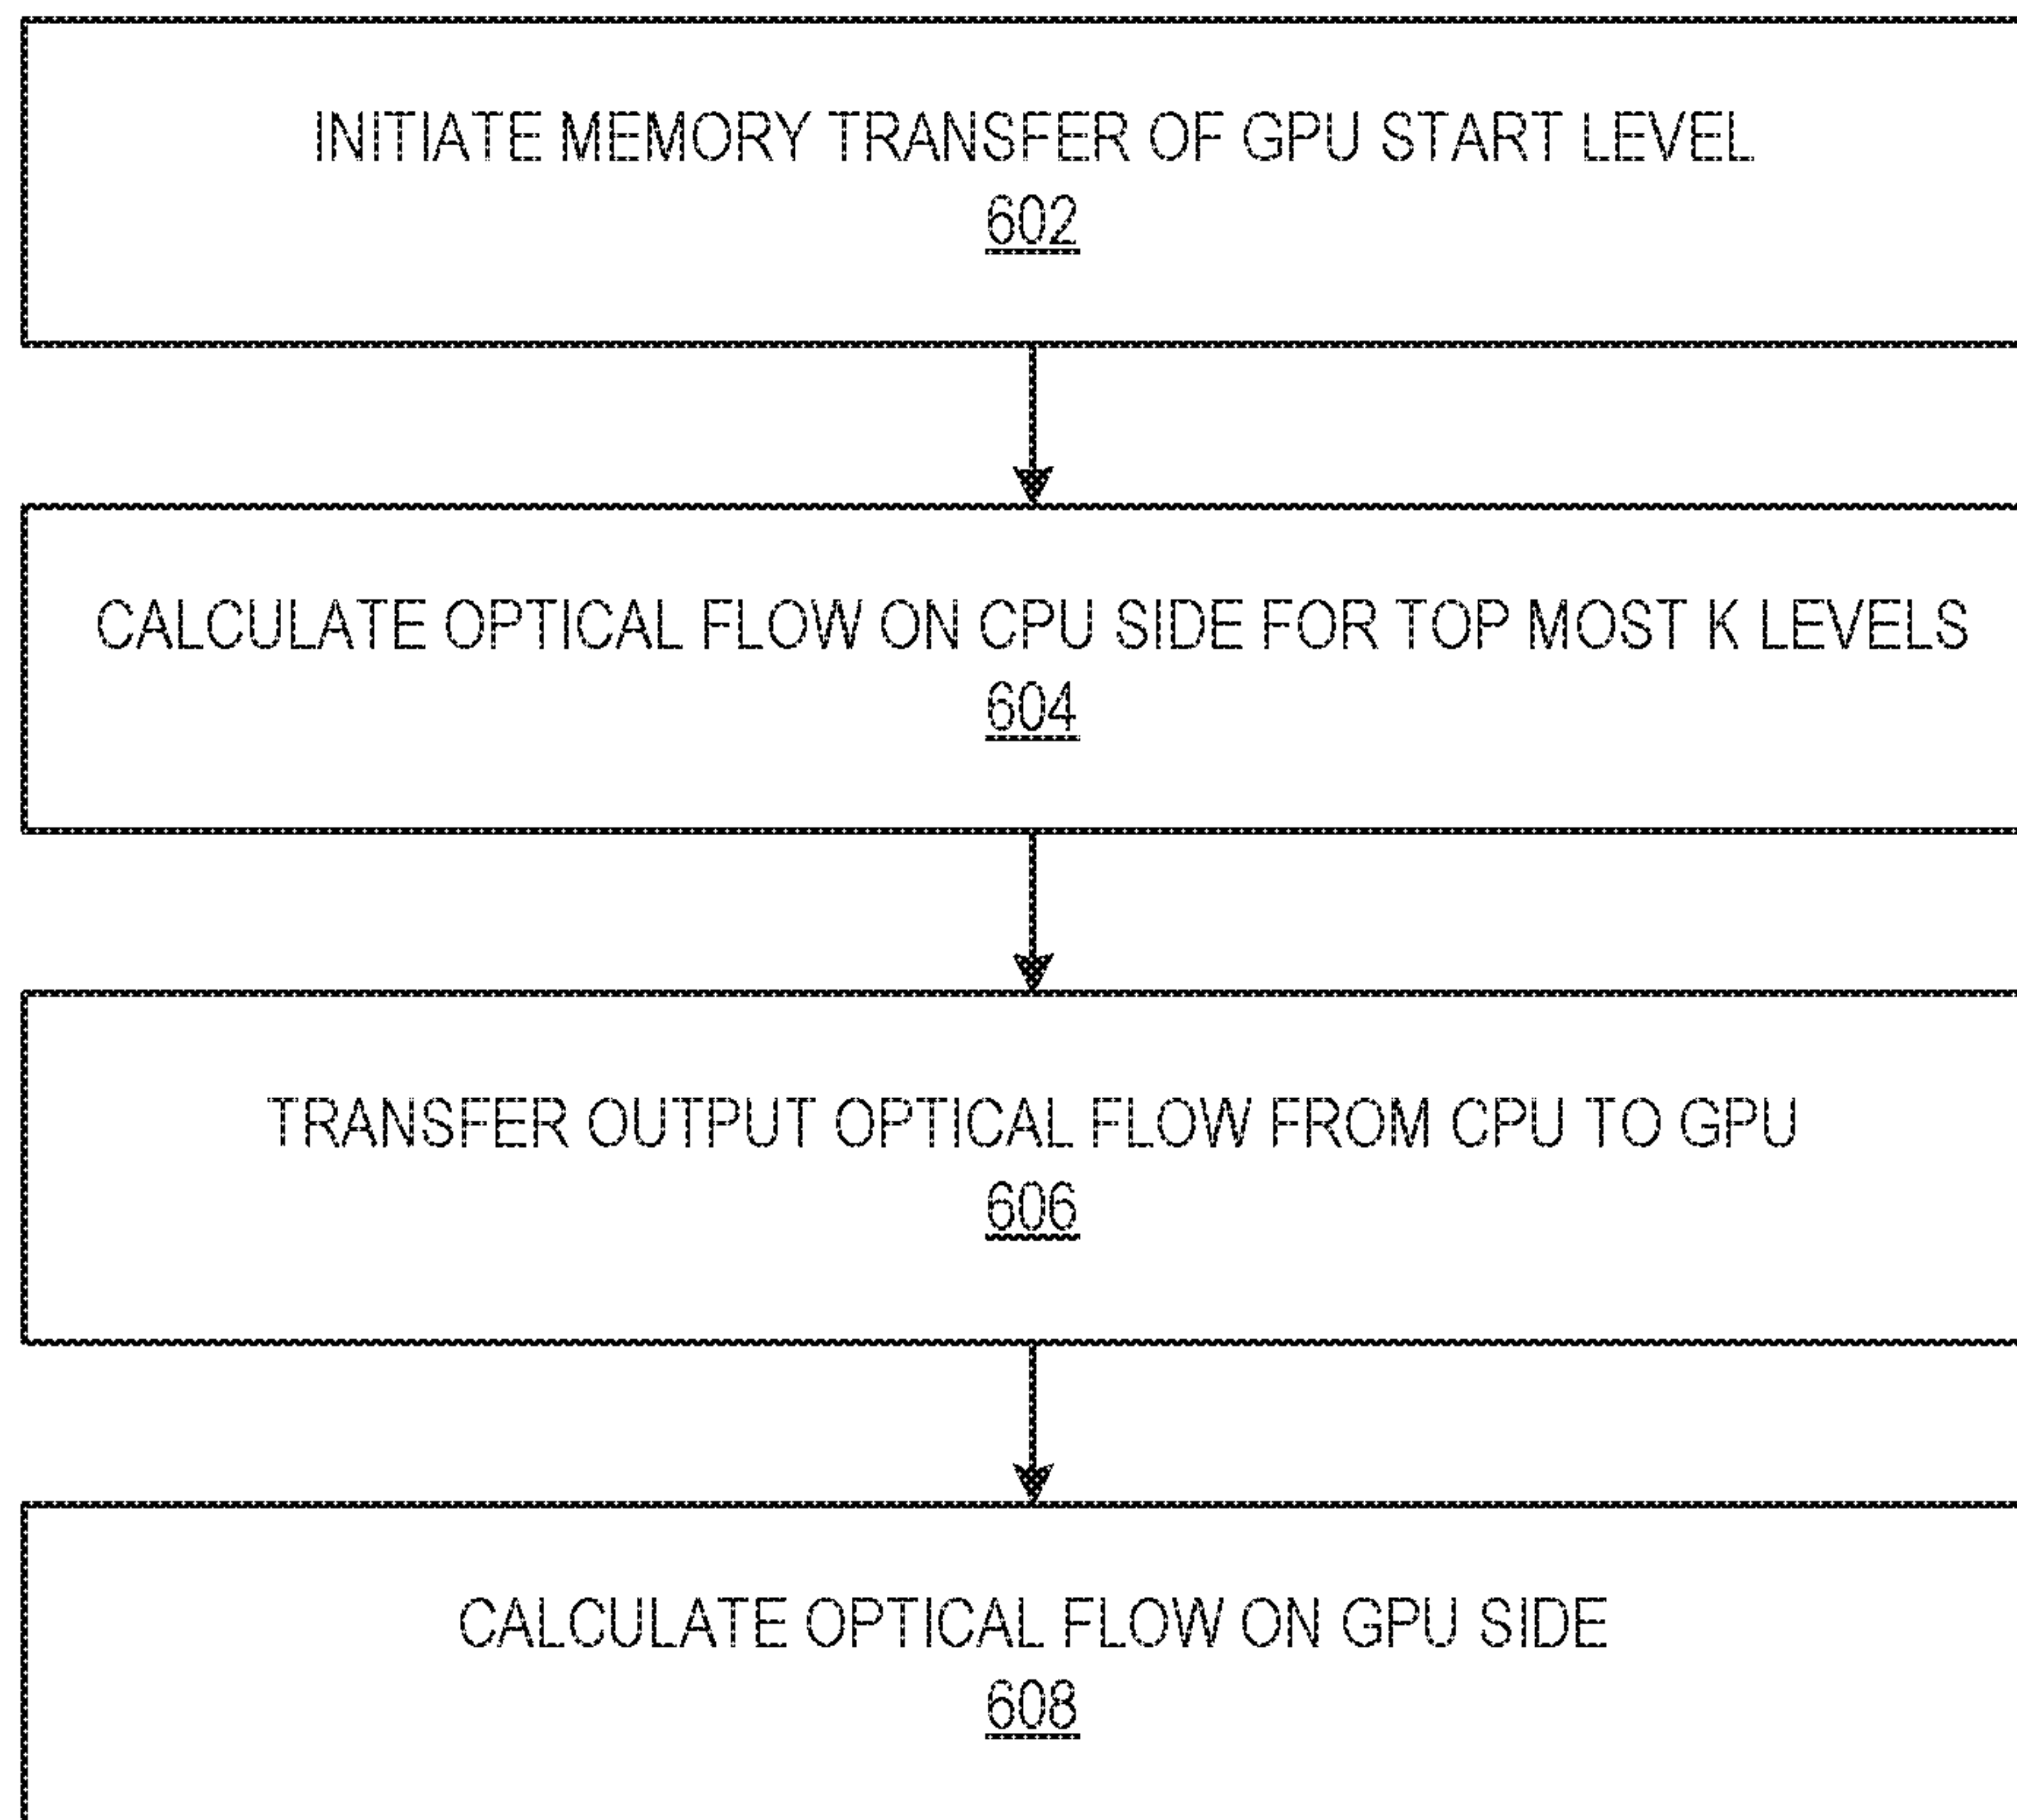 INITIATE MEMORY TRANSFER OF GPU START LEVEL
602
CALCULATE OPTICAL FLOW ON CPU SIDE FOR TOP MOST K LEVELS
604
TRANSFER OUTPUT OPTICAL FLOW FROM CPU TO GPU
606
CALCULATE OPTICAL FLOW ON GPU SIDE
608